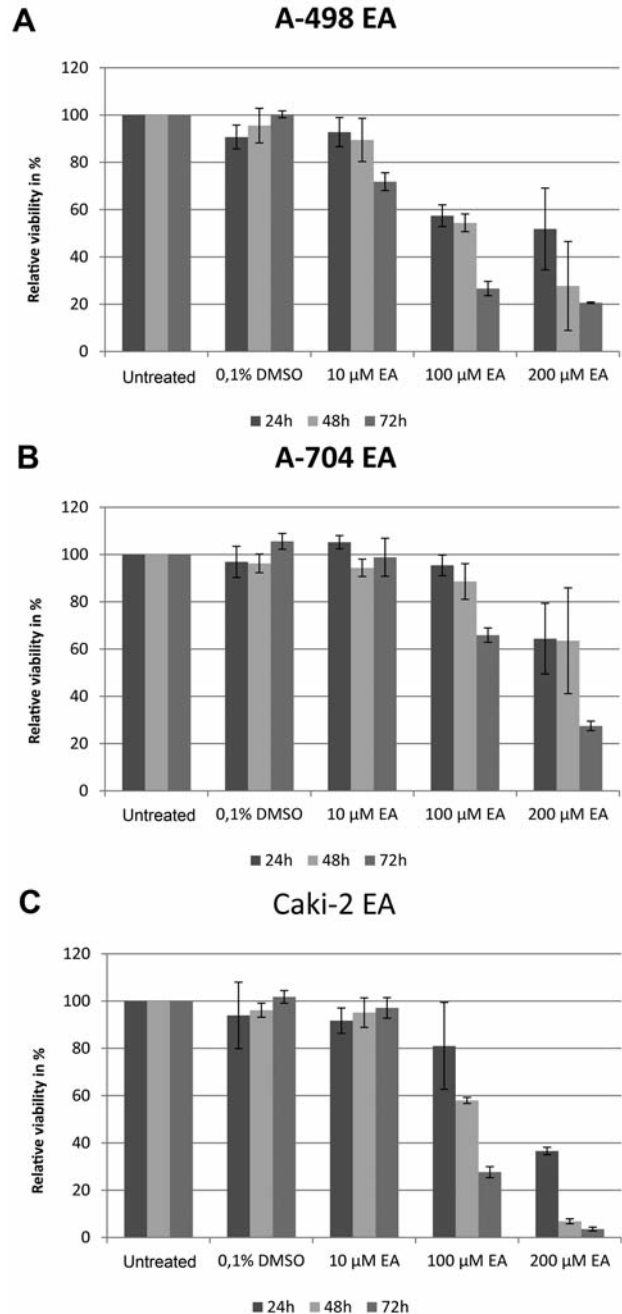 A
A-498 EA
Relative viability in %
120
100
80
60
40
20
0
Untreated 0,1% DMSO 10 µM EA 100 µM EA 200 µM EA
24h 48h 72h
B
A-704 EA
Relative viability in %
120
100
80
60
40
20
0
Untreated 0,1% DMSO 10 µM EA 100 µM EA 200 µM EA
24h 48h 72h
C
Caki-2 EA
Relative viability in %
120
100
80
60
40
20
0
Untreated 0,1% DMSO 10 µM EA 100 µM EA 200 µM EA
24h 48h 72h